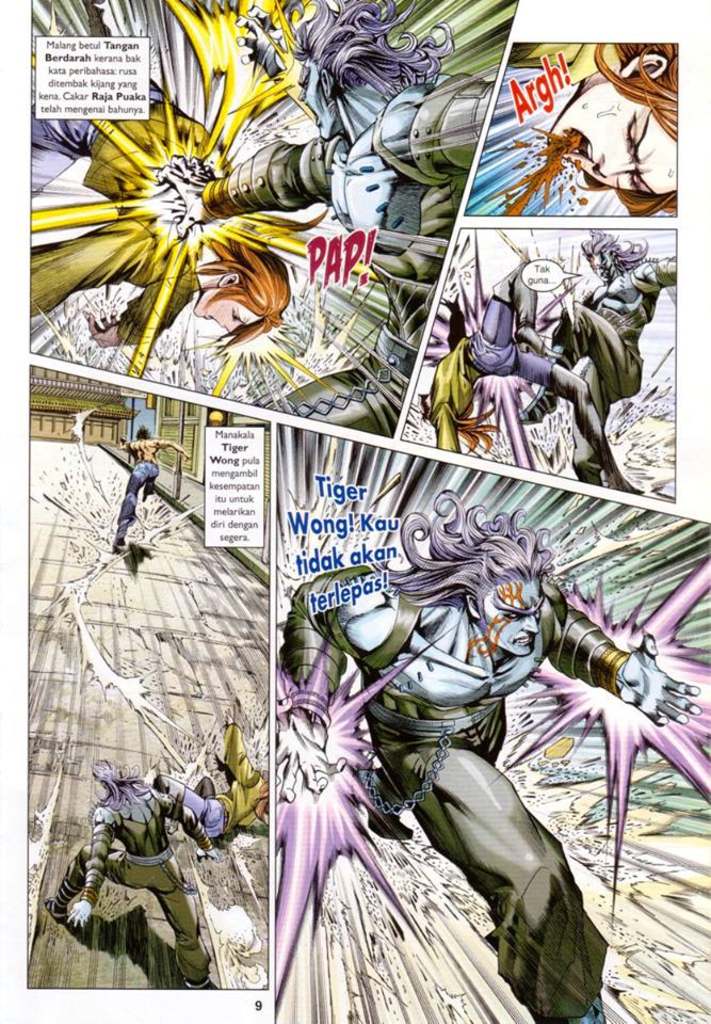 Malang betul Tangan
Berdarah kerana bak
kata peribahasa: rusa
ditembak kijang yang
kena. Cakar Raja Puaka
telah mengenai bahunya.
PAP!
Argh!
Tak
guna...
Manakala
Tiger
Wong pula
mengambil
kesempatan
itu untuk
melarikan
diri dengan
segera.
Tiger
Wong! Kau
tidak akan
terlepas!
9